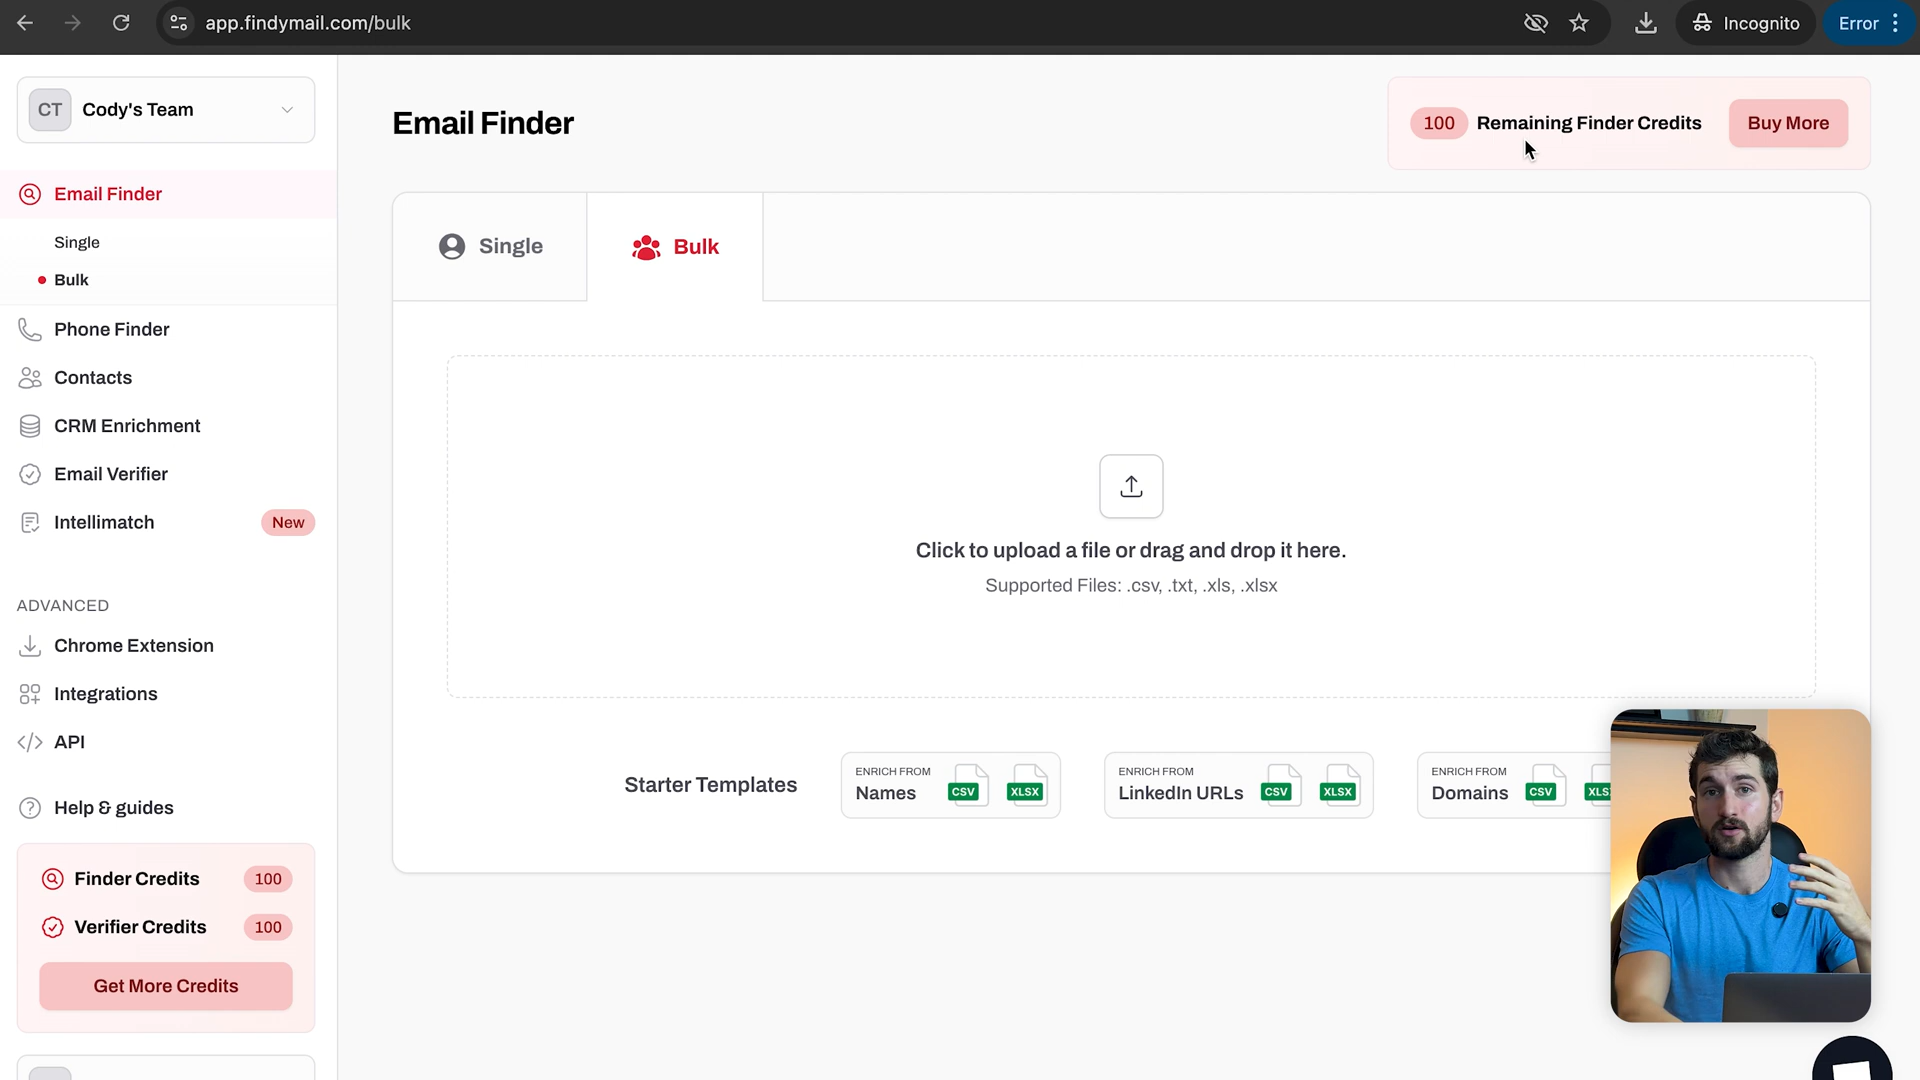 app.findymail.com/bulk
Incognito
Error
CT
Cody's Team
Email Finder
Single
Bulk
Phone Finder
Contacts
CRM Enrichment
Email Verifier
Intellimatch
New
ADVANCED
Chrome Extension
Integrations
API
Help & guides
Finder Credits
100
Verifier Credits
100
Get More Credits
Email Finder
100
Remaining Finder Credits
Buy More
Single
Bulk
Click to upload a file or drag and drop it here.
Supported Files: .csv, .txt, .xls, .xlsx
Starter Templates
ENRICH FROM
Names
CSV
XLSX
ENRICH FROM
LinkedIn URLs
CSV
XLSX
ENRICH FROM
Domains
CSV